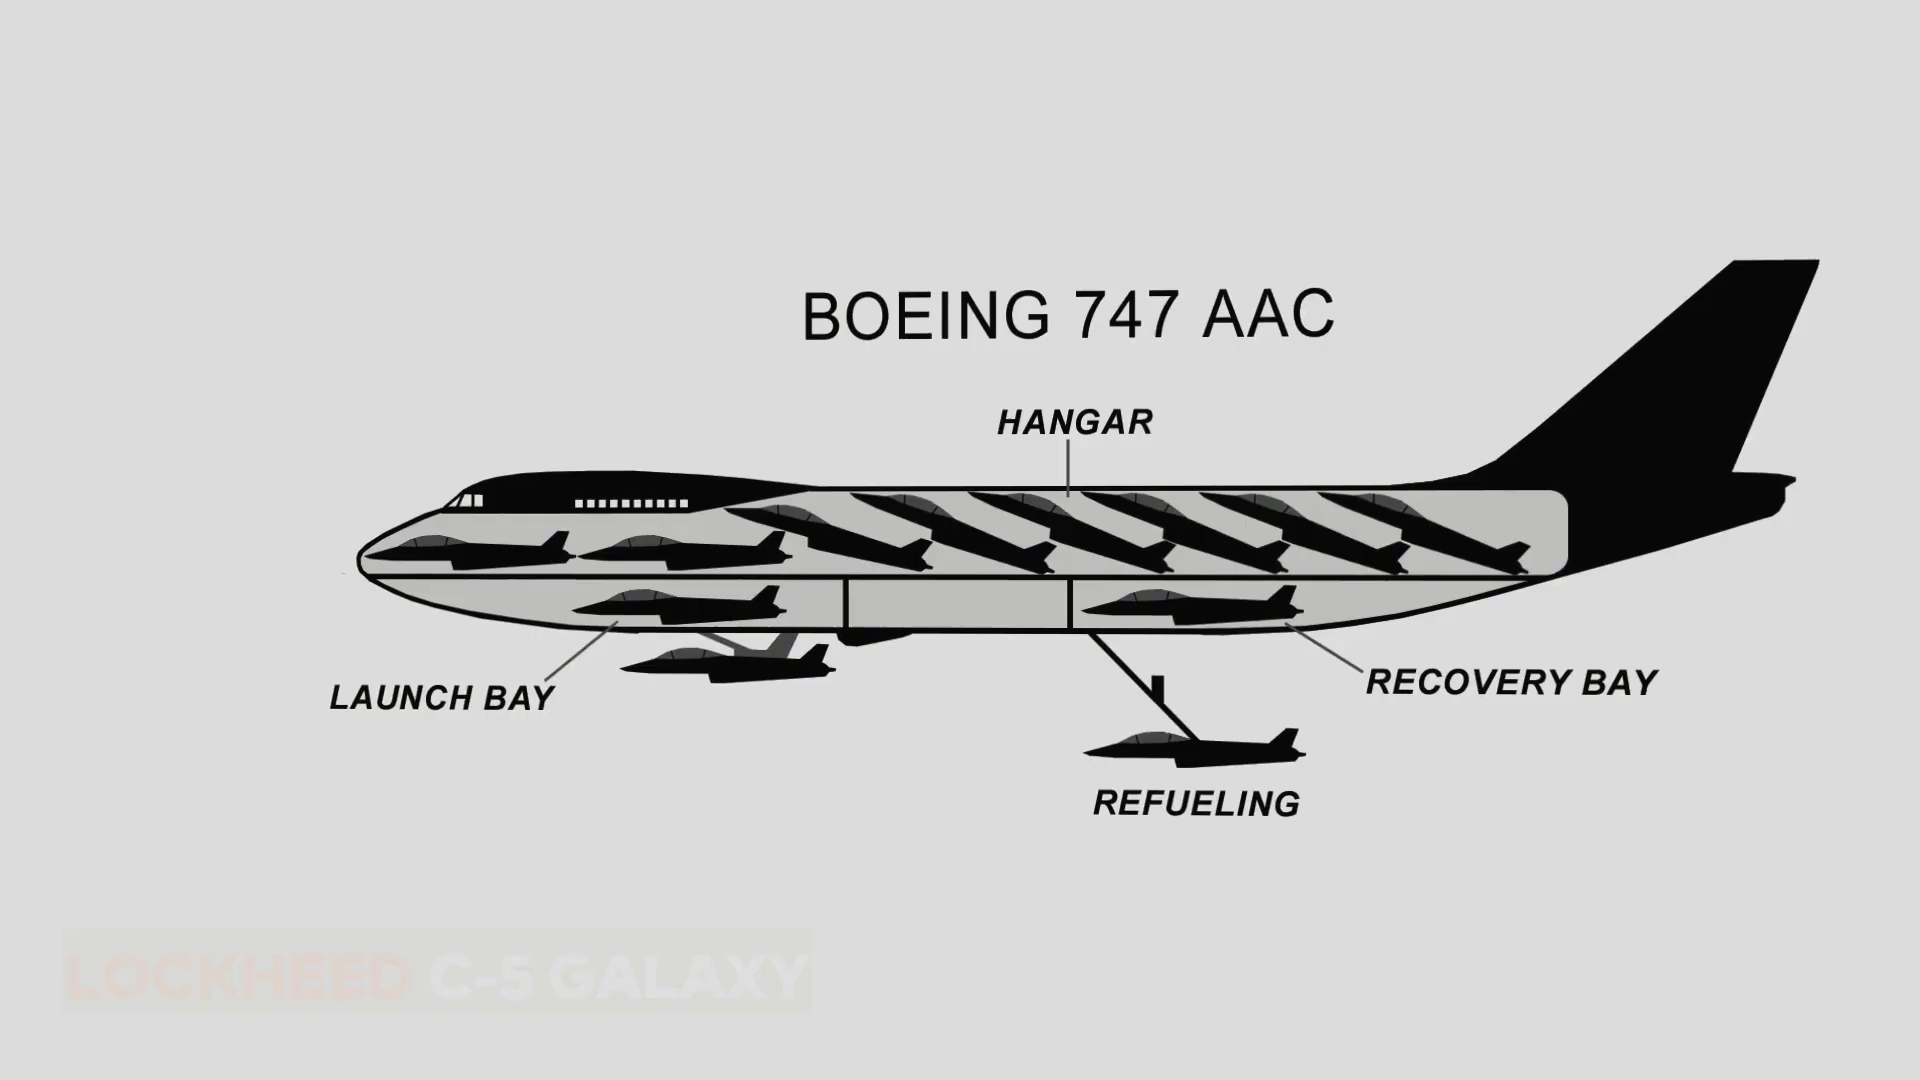 BOEING 747 AAC
HANGAR
LAUNCH BAY
RECOVERY BAY
REFUELING
LOCKHEED C-5 GALAXY